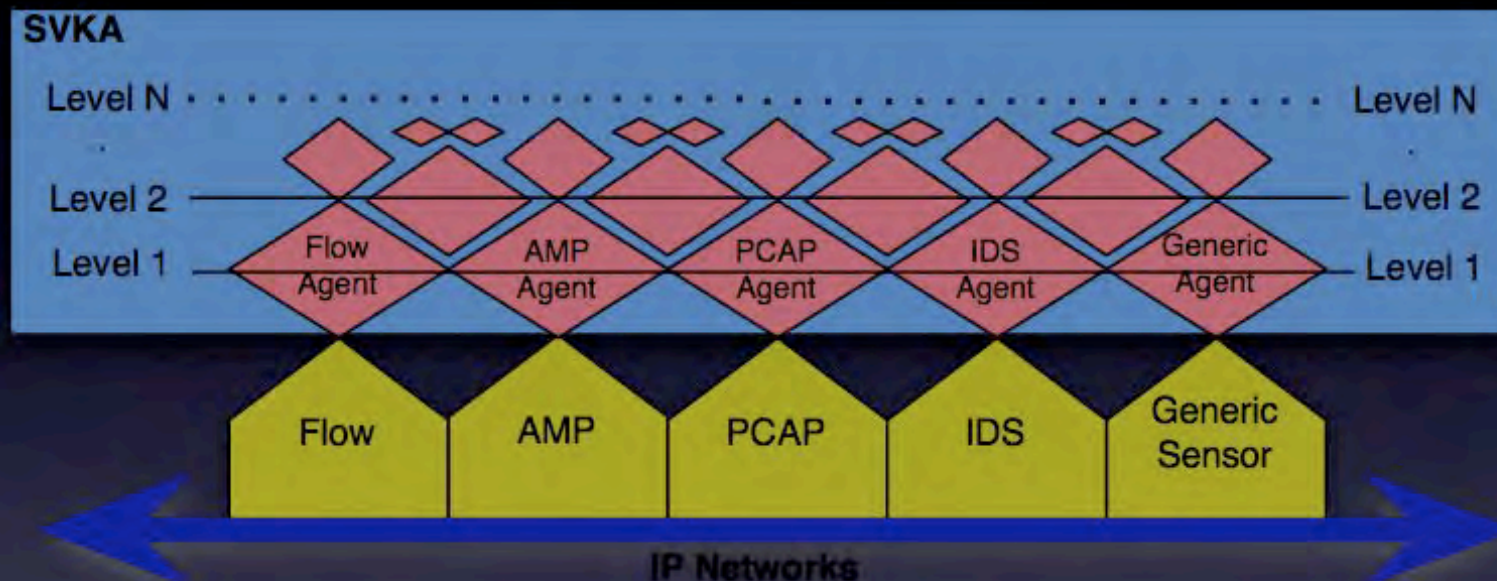 SVKA
Level N
Level N
Level 2
Level 2
Level 1
Level 1
Flow
Agent
AMP
Agent
PCAP
Agent
IDS
Agent
Generic
Agent
Flow
AMP
PCAP
IDS
Generic
Sensor
IP Networks